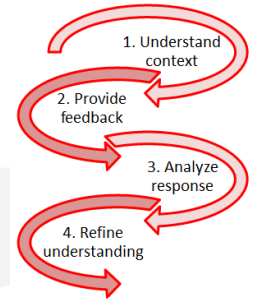 1. Understand
context
2. Provide
feedback
3. Analyze
response
4. Refine
understanding